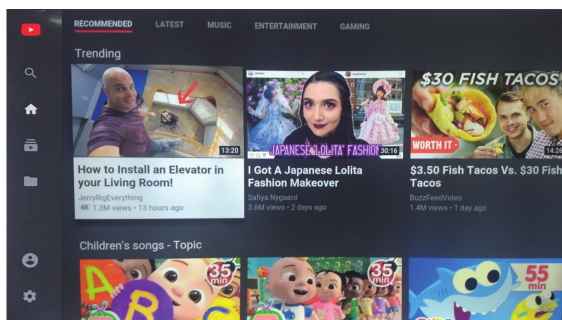 RECOMMENDED LATEST MUSIC ENTERTAINMENT GAMING
Trending
13:20
JAPANESE 'LOLITA' FASHION
30:16
$30 FISH TACOS
WORTH IT
14:26
How to Install an Elevator in
your Living Room!
JerryRigEverything
4K 1.3M views • 13 hours ago
I Got A Japanese Lolita
Fashion Makeover
Safiya Nygaard
3.6M views • 2 days ago
$3.50 Fish Tacos Vs. $30 Fish
Tacos
BuzzFeedVideo
1.4M views • 1 day ago
Children's songs - Topic
A B
35
min
35
min
55
min